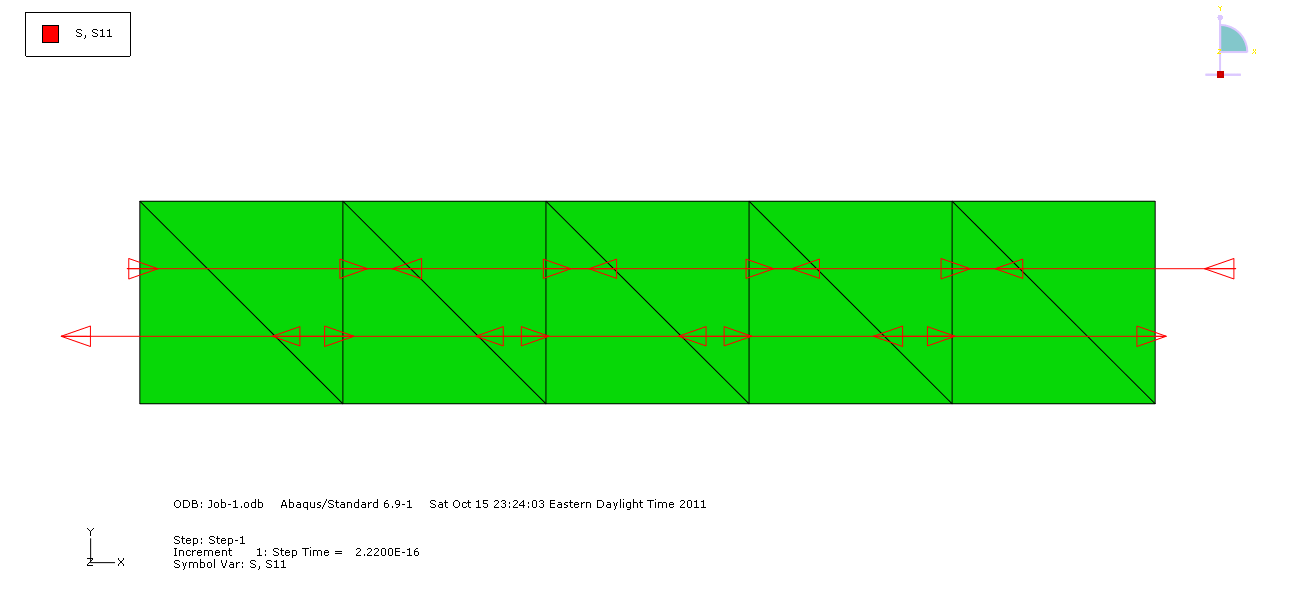 S, S11
Y
X
Z
ODB: Job-1.odb Abaqus/Standard 6.9-1 Sat Oct 15 23:24:03 Eastern Daylight Time 2011
Y
Z X
Step: Step-1
Increment 1: Step Time = 2.2200E-16
Symbol Var: S, S11